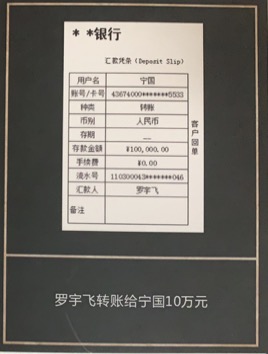 * *银行
汇款凭条 (Deposit Slip)
用户名 宁国
账号/卡号 43674000*******5533
种类 转账
币别 人民币
存期 __
存款金额 ¥100,000.00
手续费 ¥0.00
流水号 110300043*******046
汇款人 罗宇飞
备注
客户回单
罗宇飞转账给宁国10万元